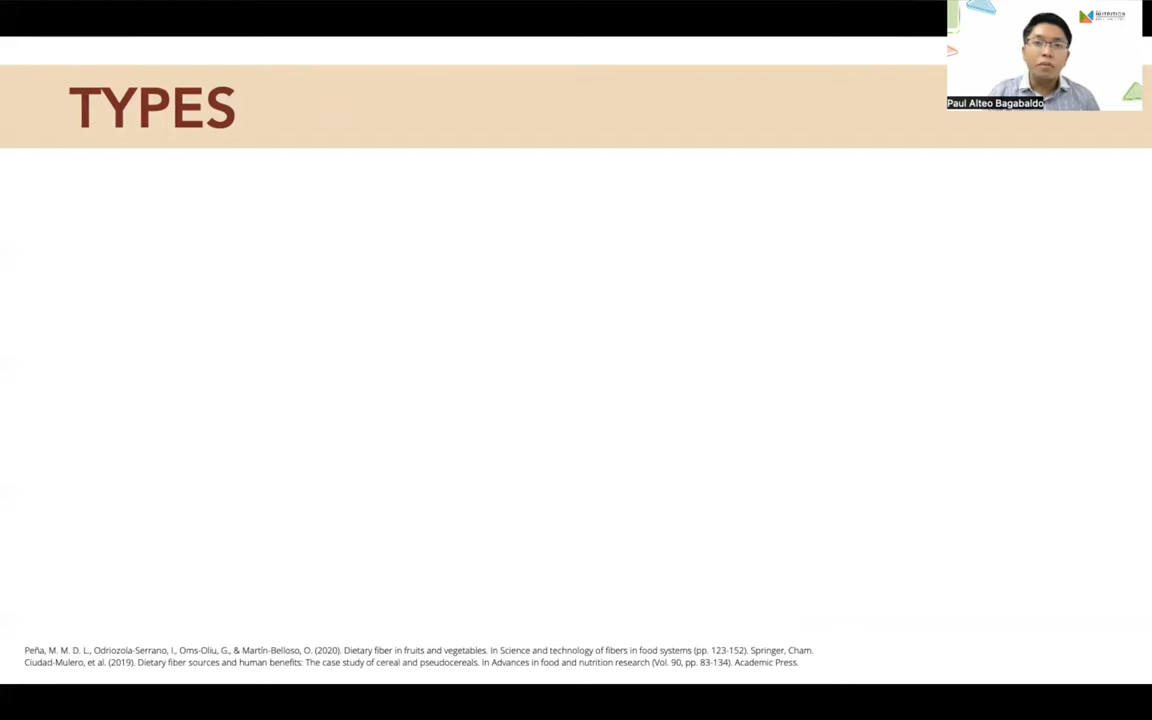 NUTRITION
TYPES
Paul Alteo Bagabaldo
Peña, M. M. D. L., Odriozola-Serrano, I., Oms-Oliu, G., & Martín-Belloso, O. (2020). Dietary fiber in fruits and vegetables. In Science and technology of fibers in food systems (pp. 123-152). Springer, Cham.
Ciudad-Mulero, et al. (2019). Dietary fiber sources and human benefits: The case study of cereal and pseudocereals. In Advances in food and nutrition research (Vol. 90, pp. 83-134). Academic Press.